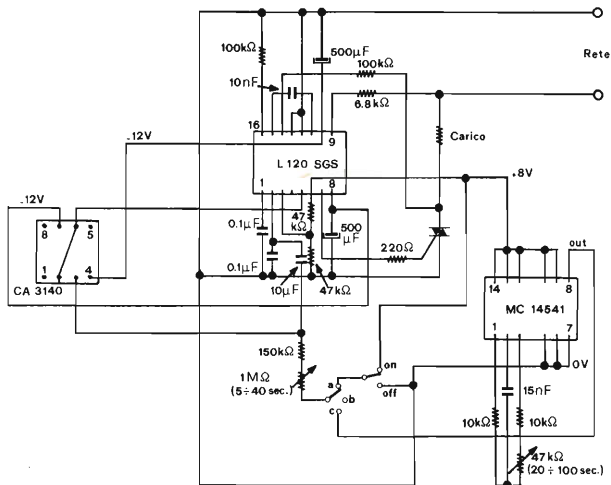 100kΩ
500µF
100kΩ
Rete
10nF
6.8kΩ
16
9
Carico
-12V
L 120 SGS
+8V
-12V
1
8
47
kΩ
500
µF
8
5
0.1µF
220Ω
out
1
4
14
8
CA 3140
0.1µF
10µF
47kΩ
MC 14541
1
7
150kΩ
on
0V
1MΩ
(5÷40 sec.)
a
b
off
15nF
c
10kΩ
10kΩ
47kΩ
(20 ÷ 100 sec.)